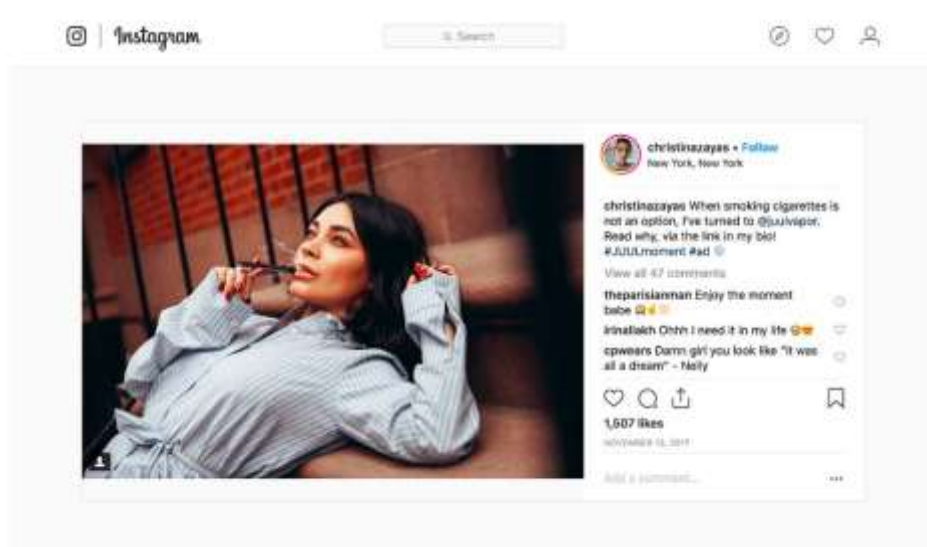 Instagram
Search
christinazayas • Follow
New York, New York
christinazayas When smoking cigarettes is
not an option, I've turned to @juulvapor.
Read why, via the link in my bio!
#JUULmoment #ad
View all 47 comments
theparisianman Enjoy the moment
babe
irinaliakh Ohhh I need it in my life
cpweers Damn girl you look like "it was
all a dream" - Nelly
1,507 likes
NOVEMBER 13, 2017
Add a comment...